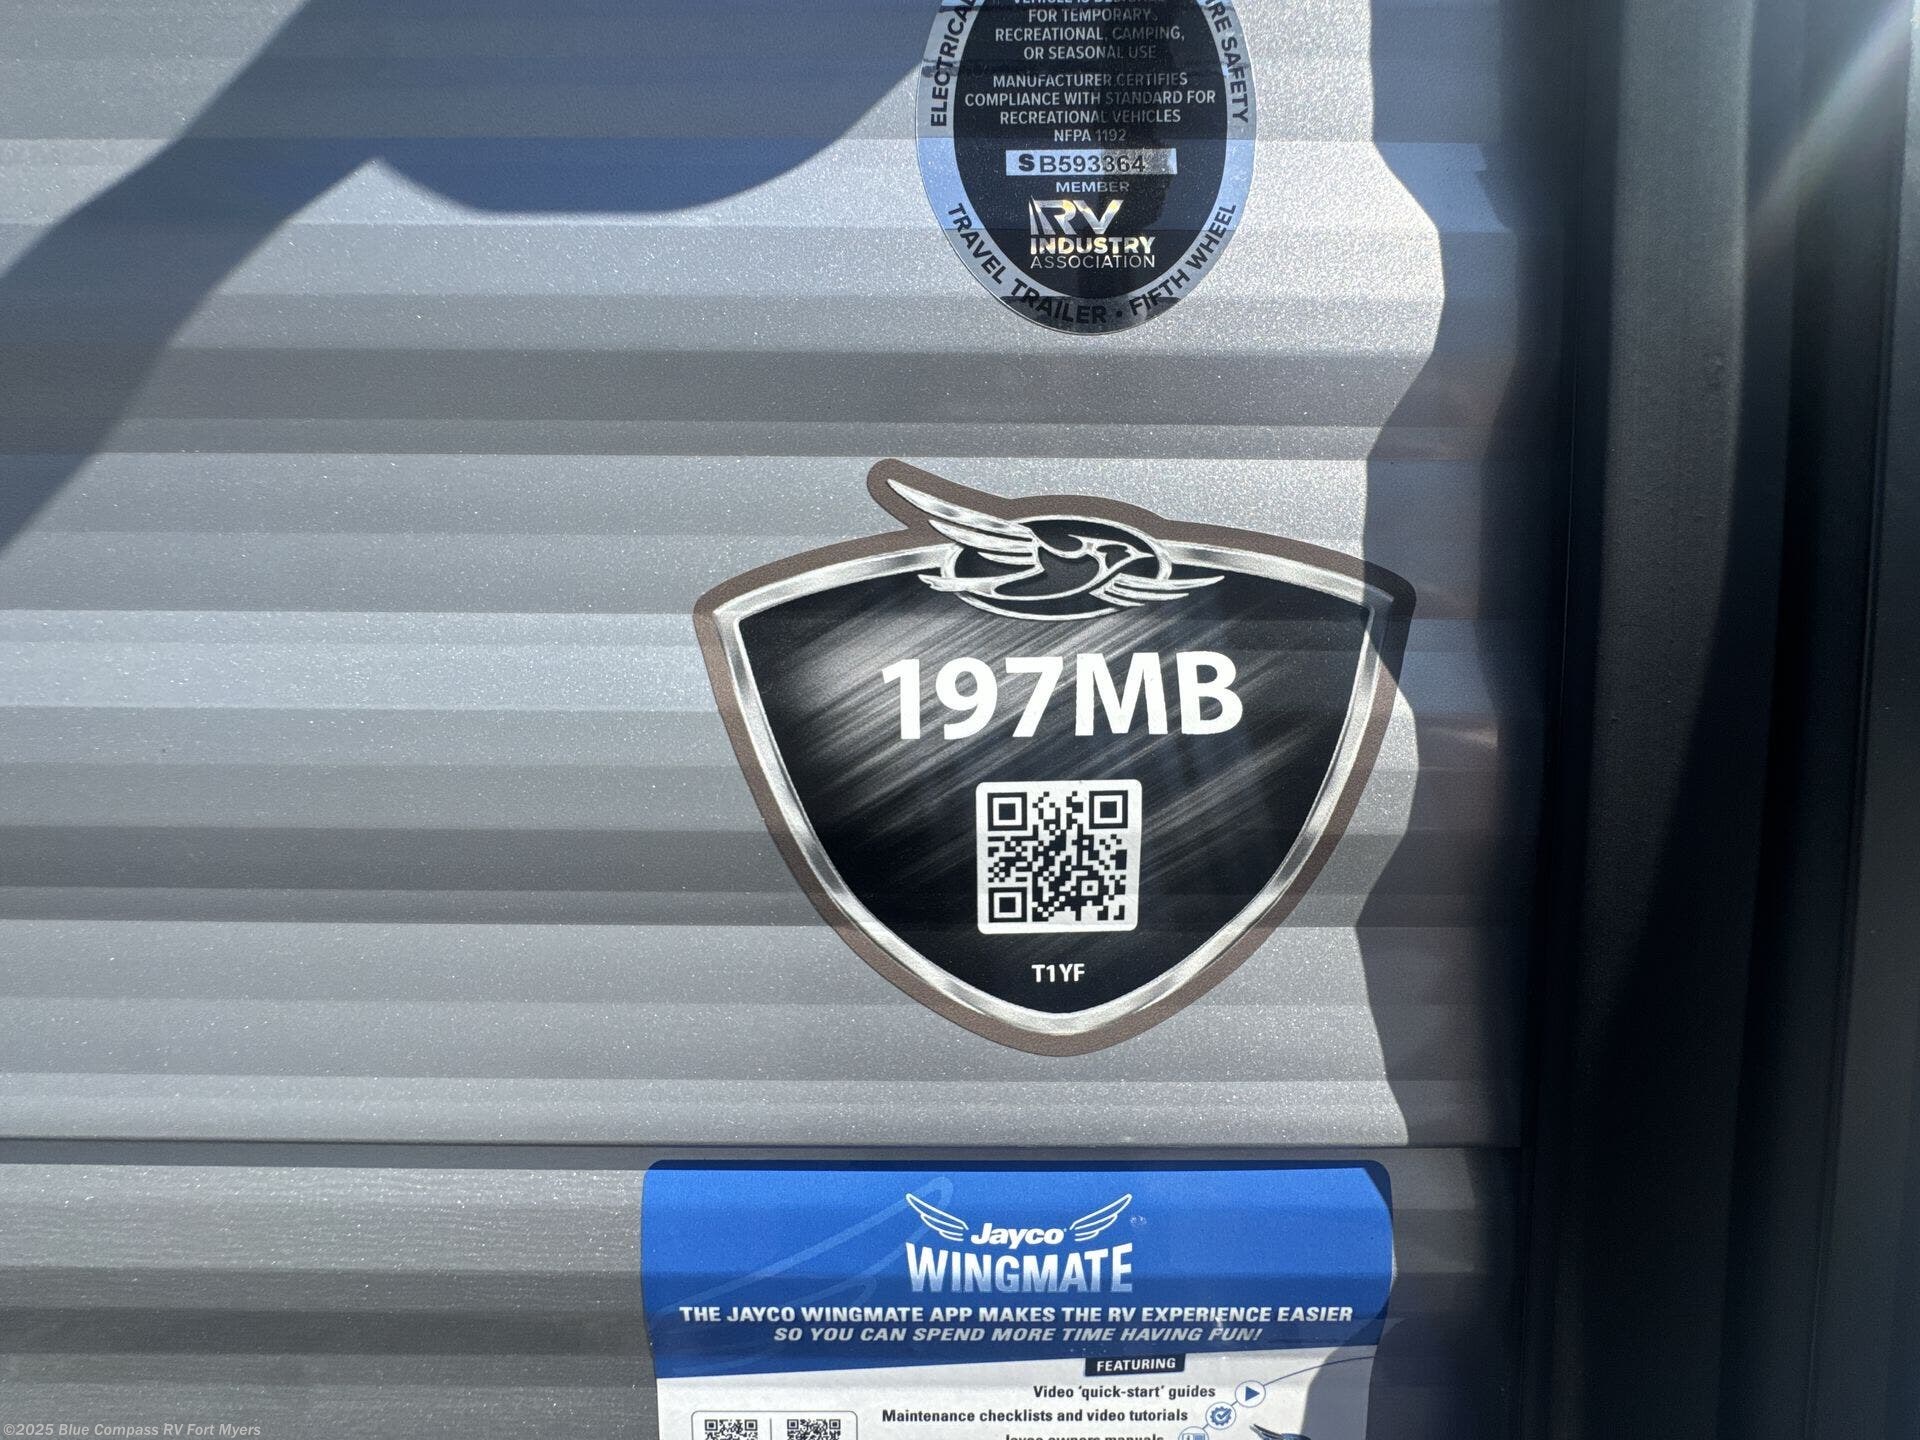 VEHICLE IS DESIGNED
FOR TEMPORARY,
RECREATIONAL, CAMPING,
OR SEASONAL USE
MANUFACTURER CERTIFIES
COMPLIANCE WITH STANDARD FOR
RECREATIONAL VEHICLES
NFPA 1192
SB593364
MEMBER
RV
INDUSTRY
ASSOCIATION
ELECTRICAL
SAFETY
TRAVEL TRAILER • FIFTH WHEEL
197MB
T1YF
Jayco
WINGMATE
THE JAYCO WINGMATE APP MAKES THE RV EXPERIENCE EASIER
SO YOU CAN SPEND MORE TIME HAVING FUN!
FEATURING
Video 'quick-start' guides
Maintenance checklists and video tutorials
Jayco owners manuals
©2025 Blue Compass RV Fort Myers